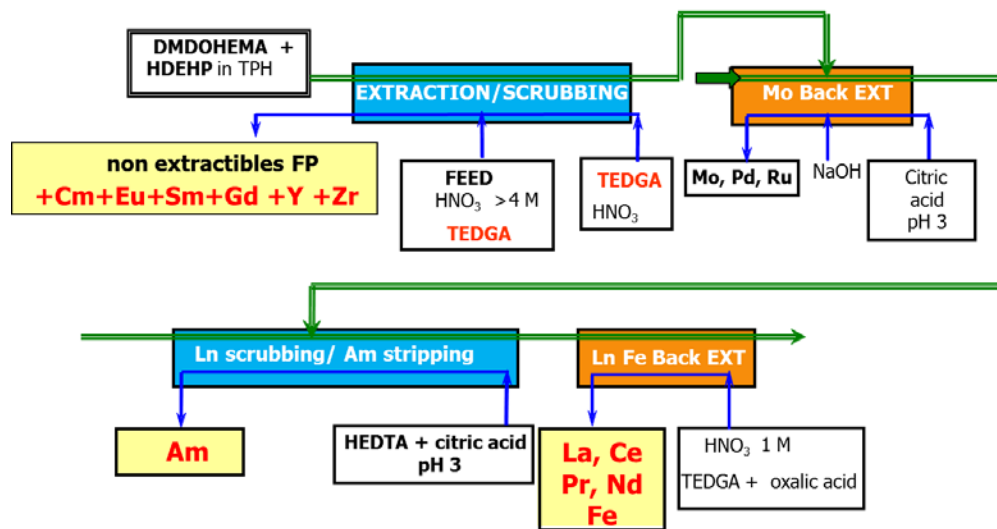 DMDOHEMA +
HDEHP in TPH
EXTRACTION/SCRUBBING
Mo Back EXT
non extractibles FP
+Cm+Eu+Sm+Gd +Y +Zr
FEED
HNO₃ >4 M
TEDGA
TEDGA
HNO₃
Mo, Pd, Ru
NaOH
Citric
acid
pH 3
Ln scrubbing/ Am stripping
Ln Fe Back EXT
Am
HEDTA + citric acid
pH 3
La, Ce
Pr, Nd
Fe
HNO₃ 1 M
TEDGA + oxalic acid